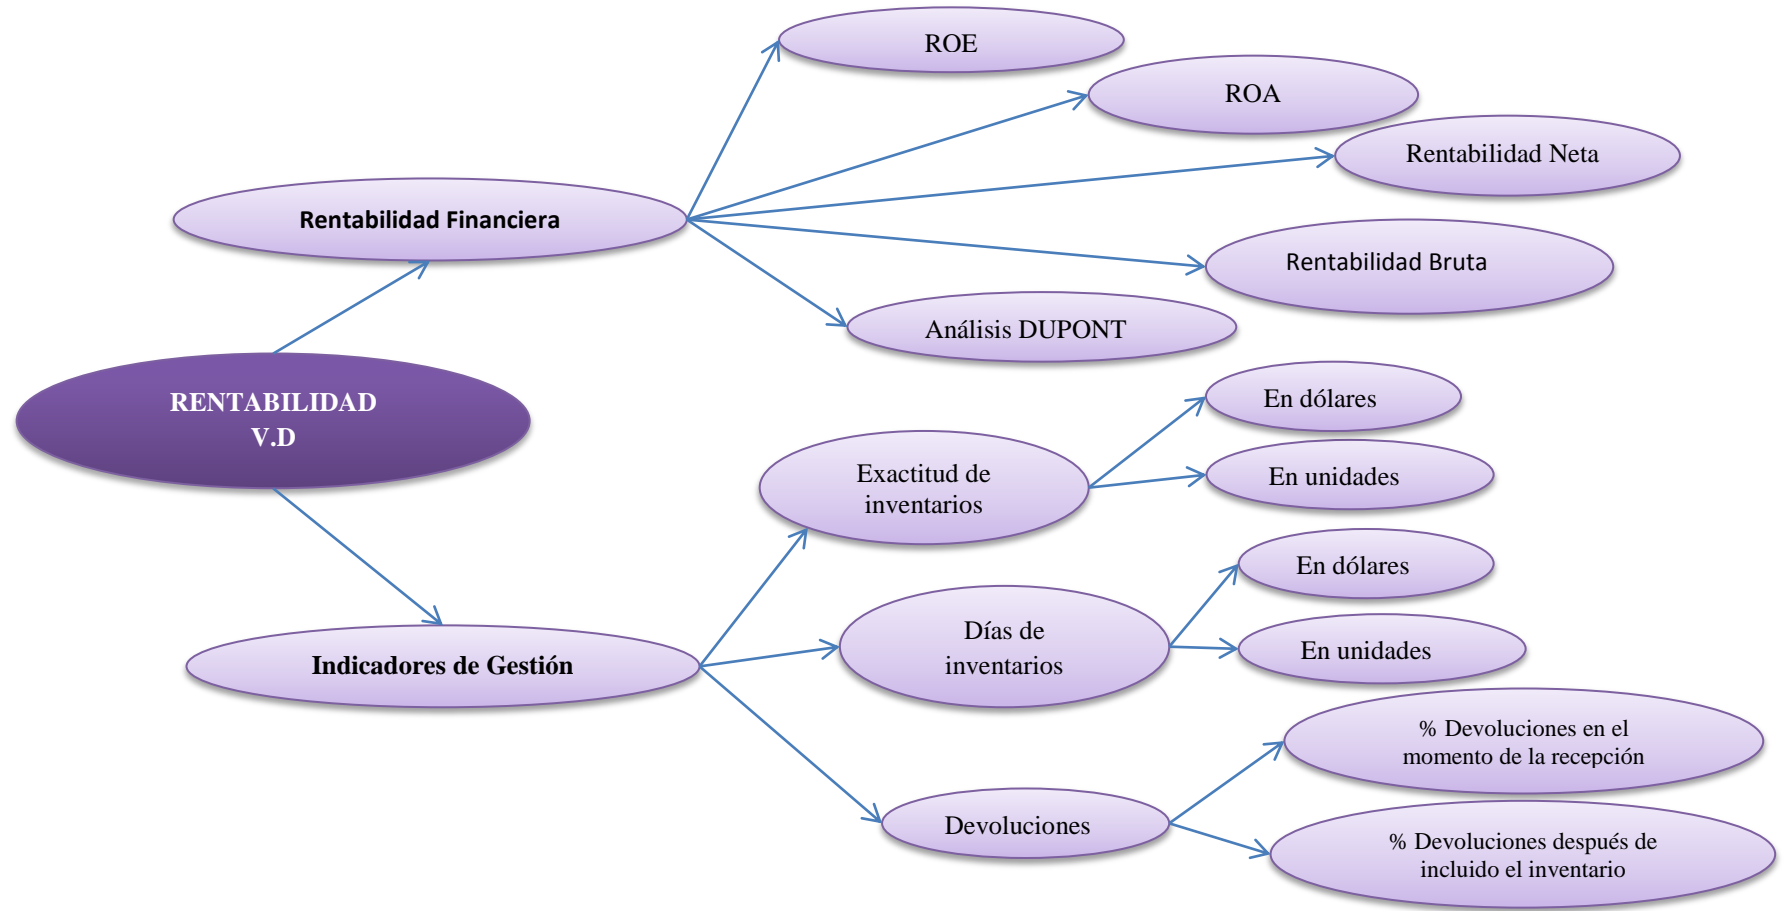 ROE
ROA
Rentabilidad Neta
Rentabilidad Financiera
Rentabilidad Bruta
Análisis DUPONT
RENTABILIDAD
V.D
En dólares
Exactitud de
inventarios
En unidades
En dólares
Días de
inventarios
En unidades
Indicadores de Gestión
% Devoluciones en el
momento de la recepción
Devoluciones
% Devoluciones después de
incluido el inventario